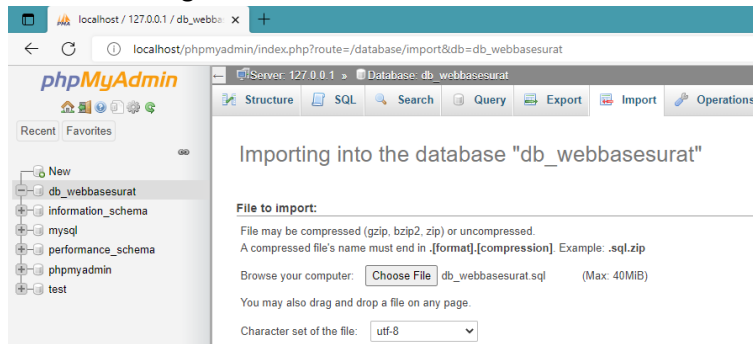 localhost / 127.0.0.1 / db_webba
localhost/phpmyadmin/index.php?route=/database/import&db=db_webbasesurat
phpMyAdmin
Recent Favorites
New
db_webbasesurat
information_schema
mysql
performance_schema
phpmyadmin
test
Server: 127.0.0.1 » Database: db_webbasesurat
Structure SQL Search Query Export Import Operations
Importing into the database "db_webbasesurat"
File to import:
File may be compressed (gzip, bzip2, zip) or uncompressed.
A compressed file's name must end in .[format].[compression]. Example: .sql.zip
Browse your computer: Choose File db_webbasesurat.sql (Max: 40MiB)
You may also drag and drop a file on any page.
Character set of the file: utf-8